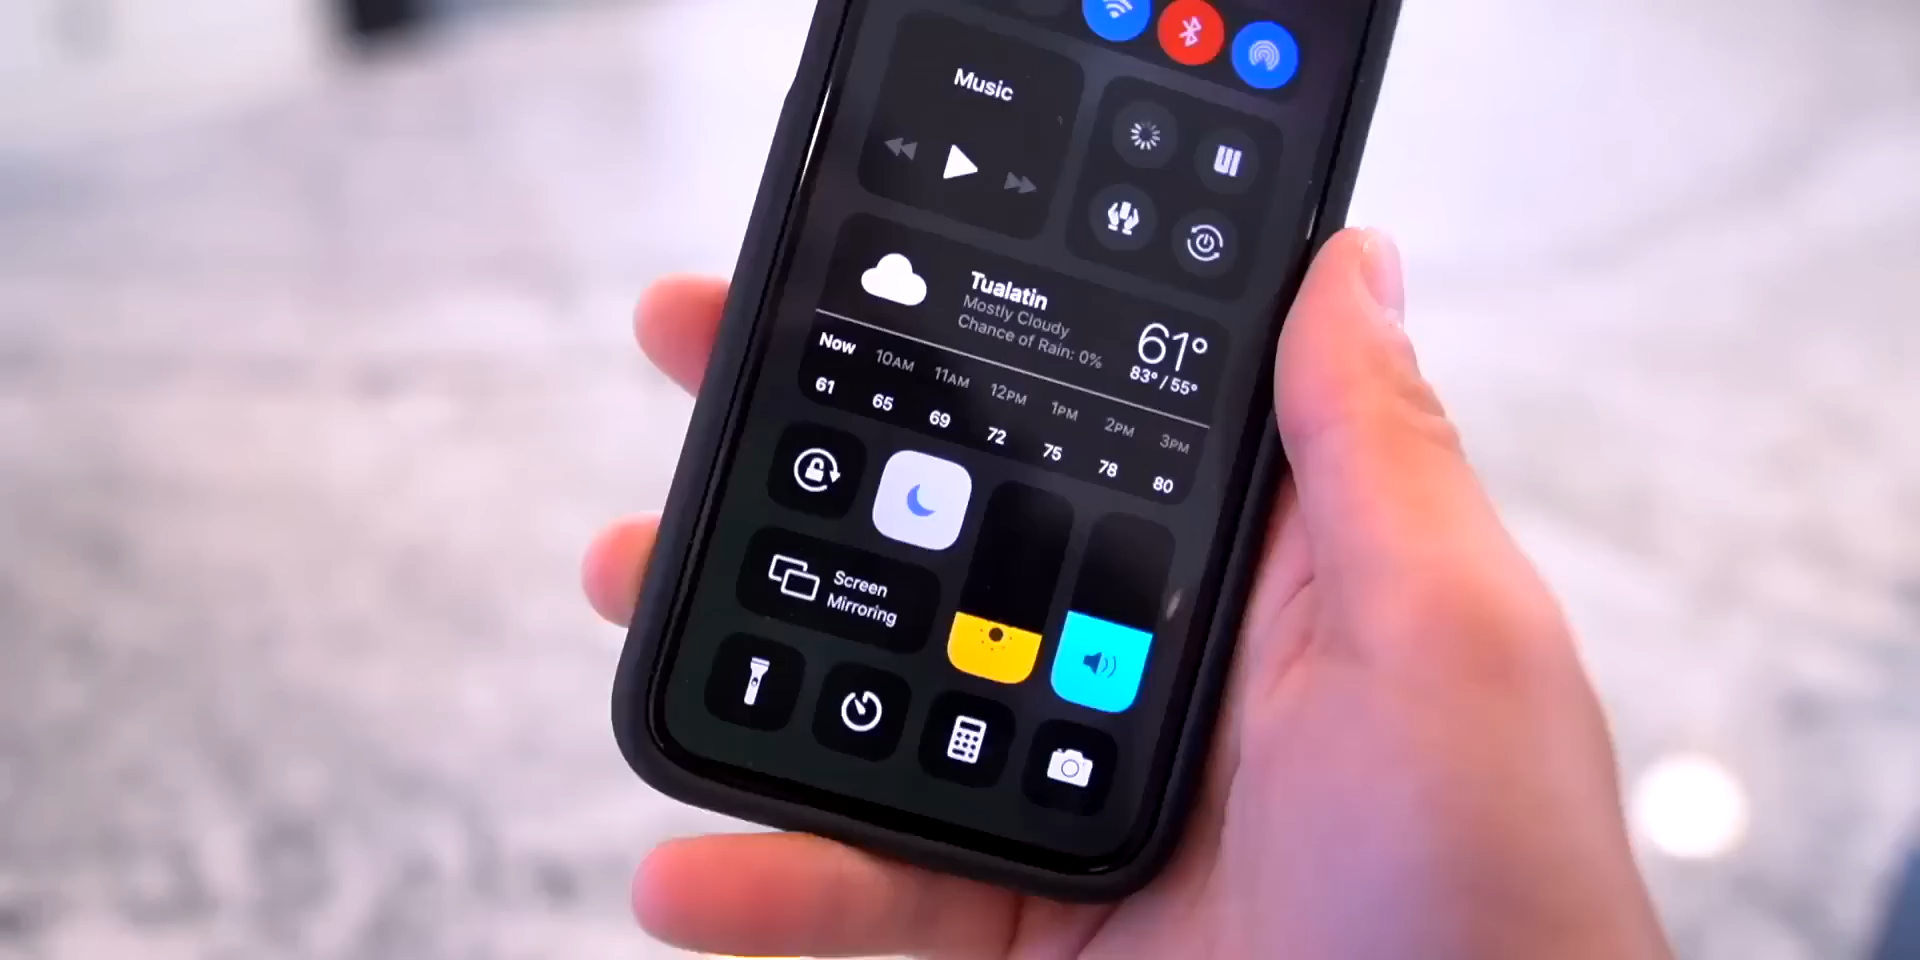 Music
Tualatin
Mostly Cloudy
Chance of Rain: 0%
61°
83° / 55°
Now 10AM 11AM 12PM 1PM 2PM 3PM
61 65 69 72 75 78 80
Screen
Mirroring